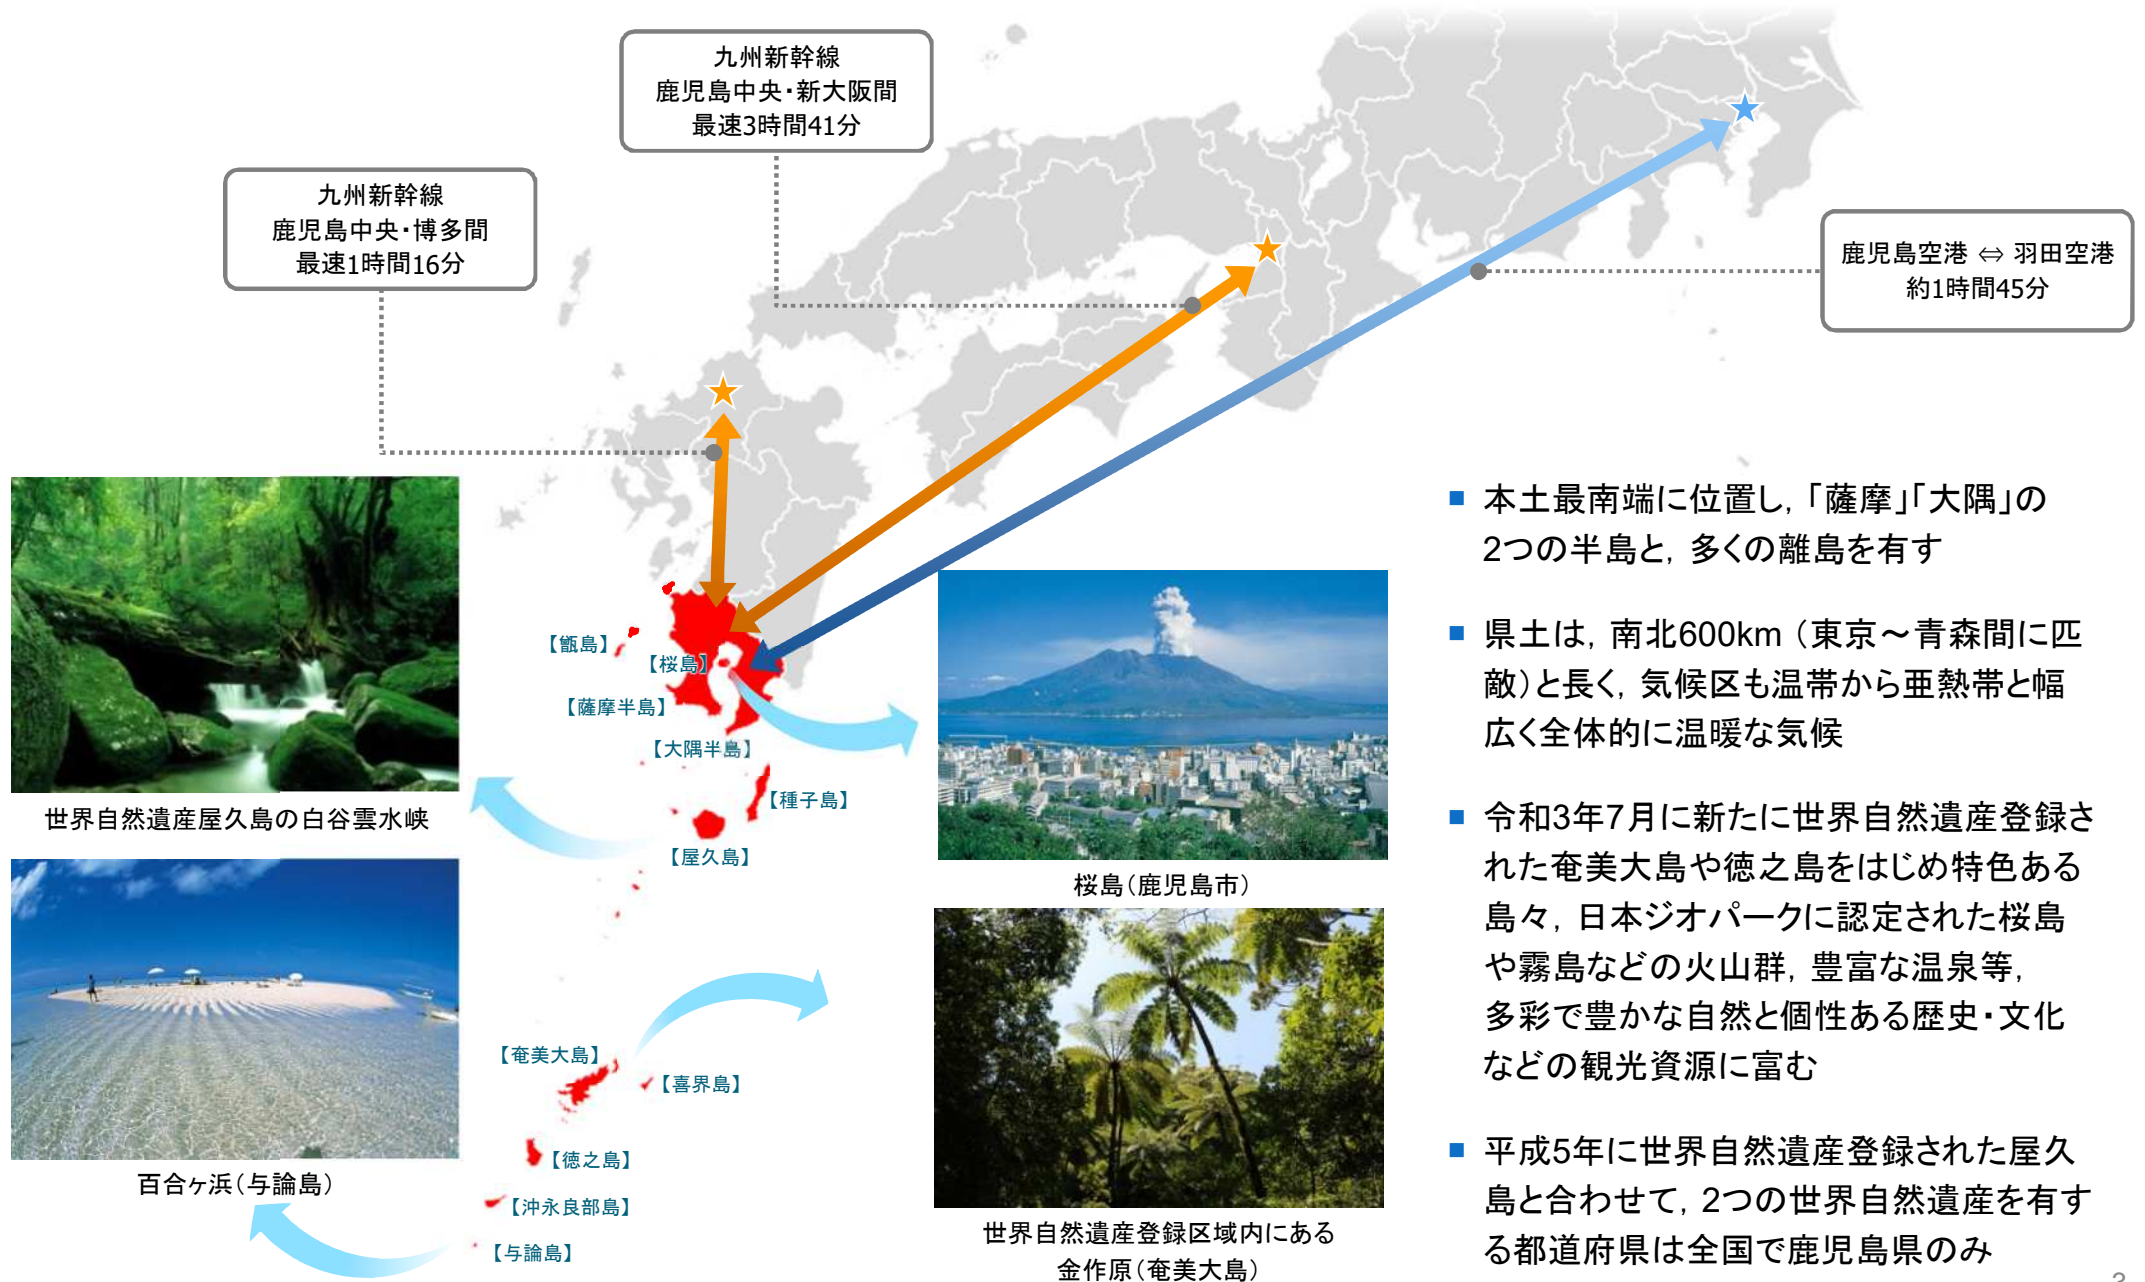 九州新幹線
鹿児島中央・新大阪間
最速3時間41分
九州新幹線
鹿児島中央・博多間
最速1時間16分
鹿児島空港 ⇔ 羽田空港
約1時間45分
【甑島】
【桜島】
【薩摩半島】
【大隅半島】
【種子島】
【屋久島】
【奄美大島】
【喜界島】
【徳之島】
【沖永良部島】
【与論島】
世界自然遺産屋久島の白谷雲水峡
百合ヶ浜（与論島）
桜島（鹿児島市）
世界自然遺産登録区域内にある
金作原（奄美大島）
■ 本土最南端に位置し，「薩摩」「大隅」の
2つの半島と，多くの離島を有す
■ 県土は，南北600km（東京～青森間に匹
敵）と長く，気候区も温帯から亜熱帯と幅
広く全体的に温暖な気候
■ 令和3年7月に新たに世界自然遺産登録さ
れた奄美大島や徳之島をはじめ特色ある
島々，日本ジオパークに認定された桜島
や霧島などの火山群，豊富な温泉等，
多彩で豊かな自然と個性ある歴史・文化
などの観光資源に富む
■ 平成5年に世界自然遺産登録された屋久
島と合わせて，2つの世界自然遺産を有す
る都道府県は全国で鹿児島県のみ